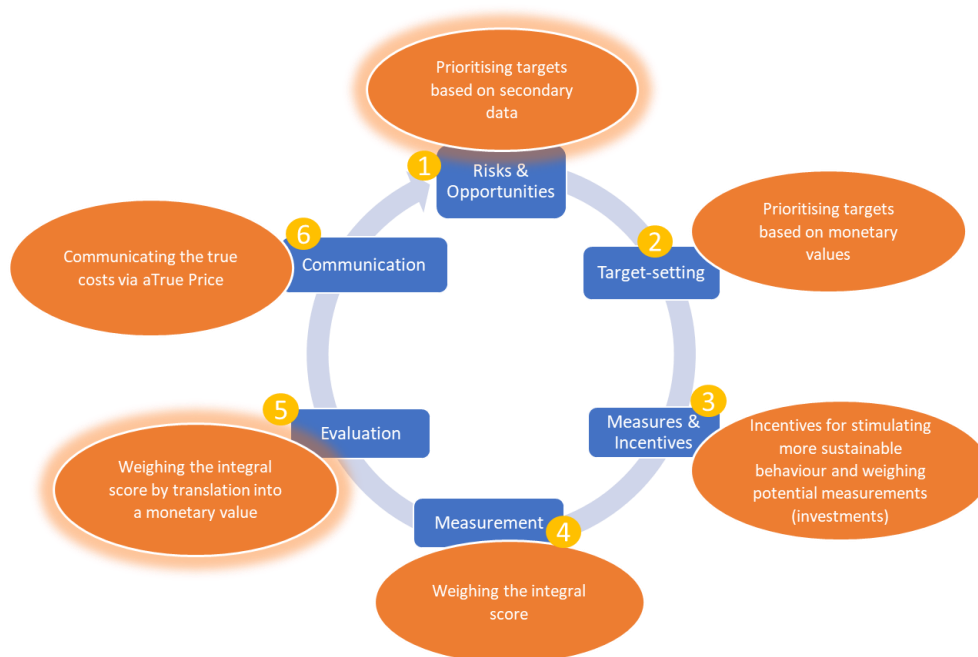 Prioritising targets
based on secondary
data
1
Risks &
Opportunities
2
Target-setting
Prioritising targets
based on monetary
values
3
Measures &
Incentives
Incentives for stimulating
more sustainable
behaviour and weighing
potential measurements
(investments)
4
Measurement
Weighing the integral
score
5
Evaluation
Weighing the integral
score by translation into
a monetary value
6
Communication
Communicating the true
costs via aTrue Price